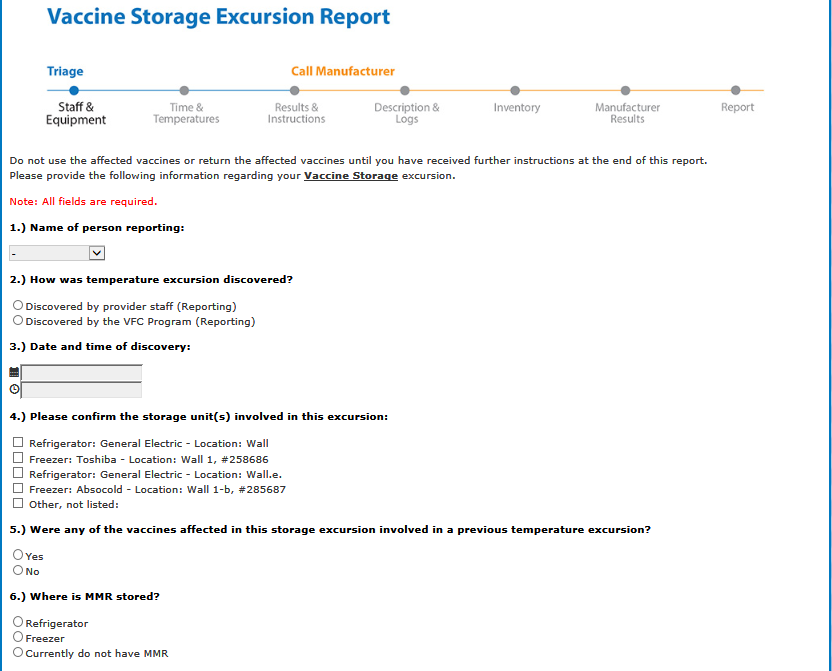 Vaccine Storage Excursion Report
Triage
Call Manufacturer
Staff &
Equipment
Time &
Temperatures
Results &
Instructions
Description &
Logs
Inventory
Manufacturer
Results
Report
Do not use the affected vaccines or return the affected vaccines until you have received further instructions at the end of this report.
Please provide the following information regarding your Vaccine Storage excursion.
Note: All fields are required.
1.) Name of person reporting:
-
2.) How was temperature excursion discovered?
Discovered by provider staff (Reporting)
Discovered by the VFC Program (Reporting)
3.) Date and time of discovery:
4.) Please confirm the storage unit(s) involved in this excursion:
Refrigerator: General Electric - Location: Wall
Freezer: Toshiba - Location: Wall 1, #258686
Refrigerator: General Electric - Location: Wall.e.
Freezer: Absocold - Location: Wall 1-b, #285687
Other, not listed:
5.) Were any of the vaccines affected in this storage excursion involved in a previous temperature excursion?
Yes
No
6.) Where is MMR stored?
Refrigerator
Freezer
Currently do not have MMR